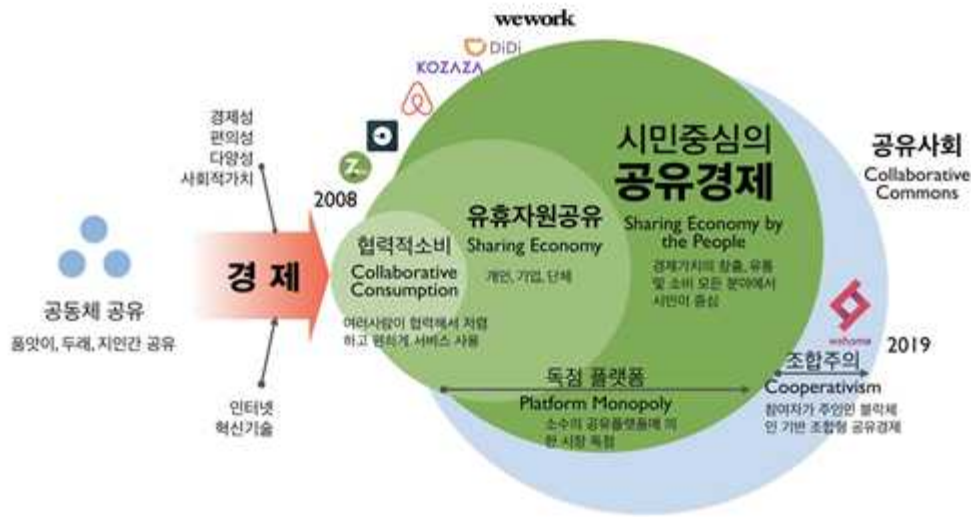 wework
DiDi
KOZAZA
Z
경제성
편의성
다양성
사회적가치
2008
경 제
인터넷
혁신기술
공동체 공유
품앗이, 두래, 지인간 공유
협력적소비
Collaborative
Consumption
여러사람이 협력해서 저렴
하고 편하게 서비스 사용
유휴자원공유
Sharing Economy
개인, 기업, 단체
시민중심의
공유경제
Sharing Economy by
the People
경제가치의 창출, 유통
및 소비 모든 분야에서
시민이 중심
독점 플랫폼
Platform Monopoly
소수의 공유플랫폼에 의
한 시장 독점
공유사회
Collaborative
Commons
wehome
2019
조합주의
Cooperativism
참여자가 주인인 블락체
인 기반 조합형 공유경제